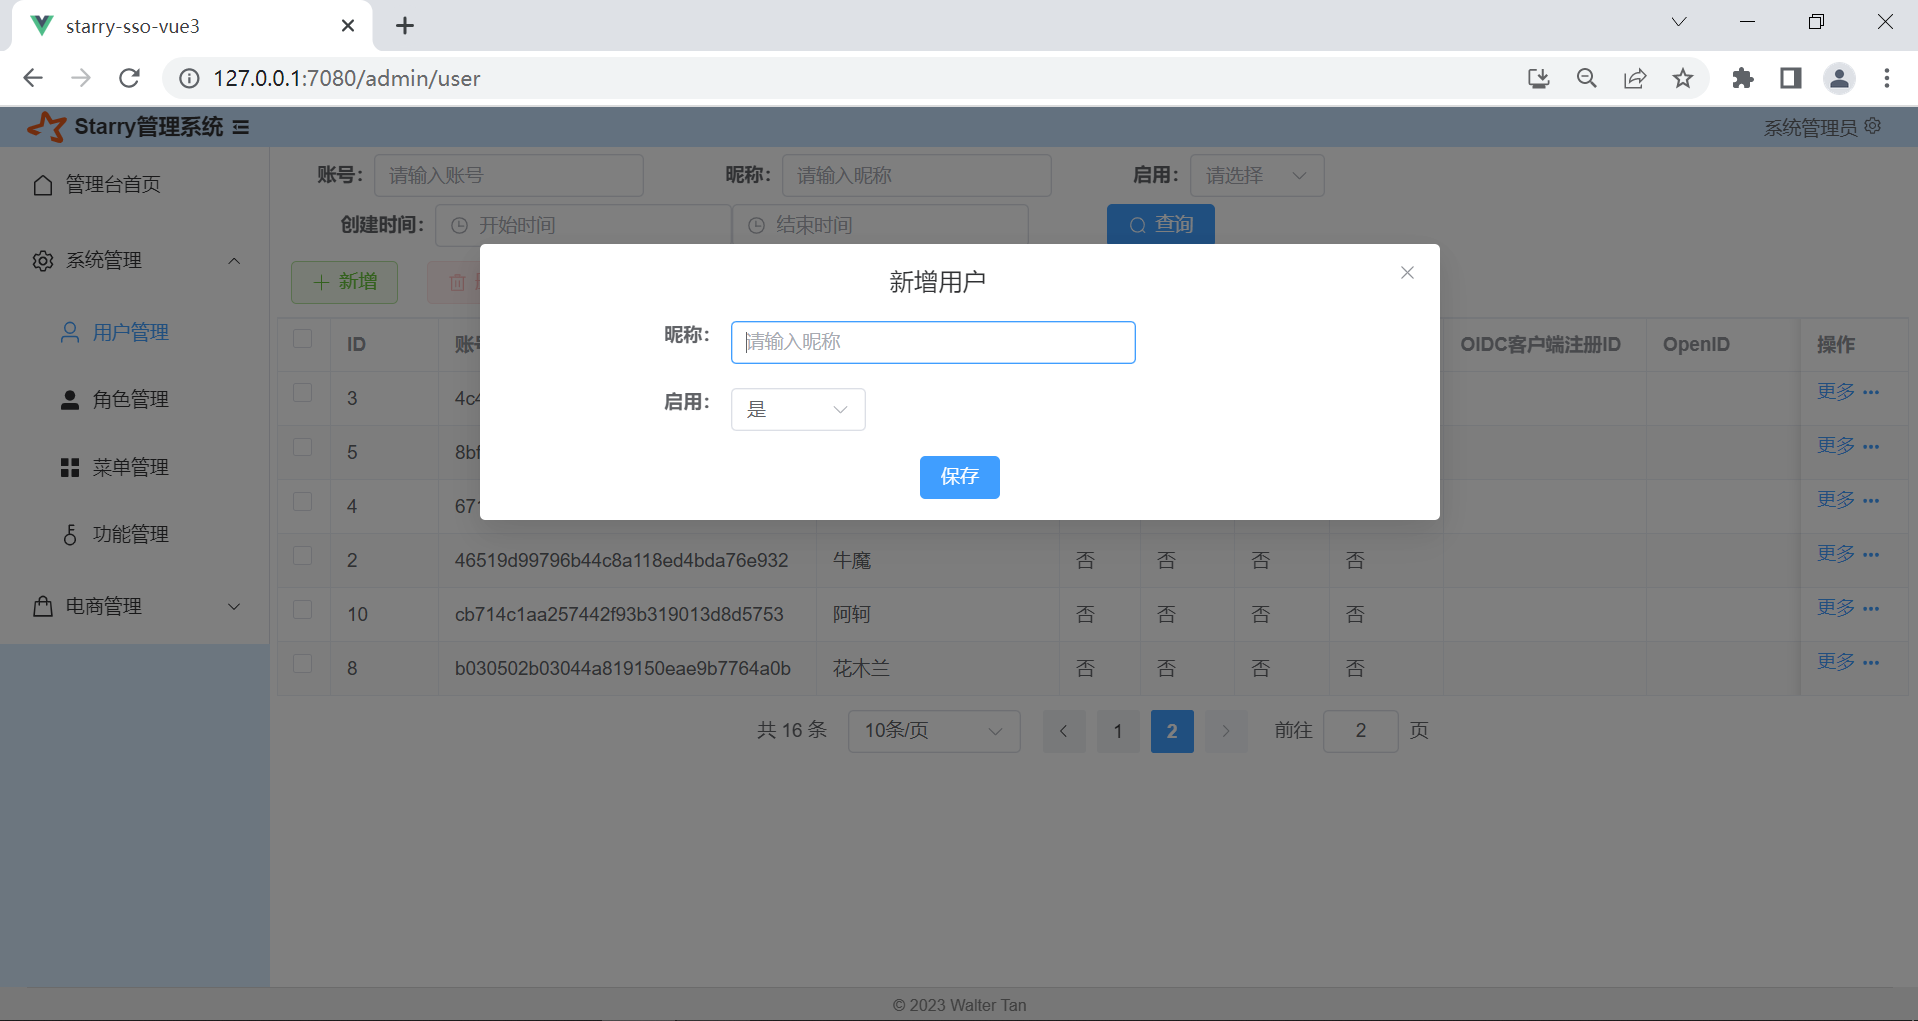 starry-sso-vue3
127.0.0.1:7080/admin/user
Starry管理系统
系统管理员
管理台首页
系统管理
用户管理
角色管理
菜单管理
功能管理
电商管理
账号： 请输入账号 昵称： 请输入昵称 启用： 请选择
创建时间： 开始时间 结束时间 查询
新增
新增用户
昵称： 请输入昵称
启用： 是
保存
ID OIDC客户端注册ID OpenID 操作
3 更多
5 更多
4 更多
2 46519d99796b44c8a118ed4bda76e932 牛魔 否 否 否 否 更多
10 cb714c1aa257442f93b319013d8d5753 阿轲 否 否 否 否 更多
8 b030502b03044a819150eae9b7764a0b 花木兰 否 否 否 否 更多
共 16 条 10条/页 1 2 前往 2 页
© 2023 Walter Tan